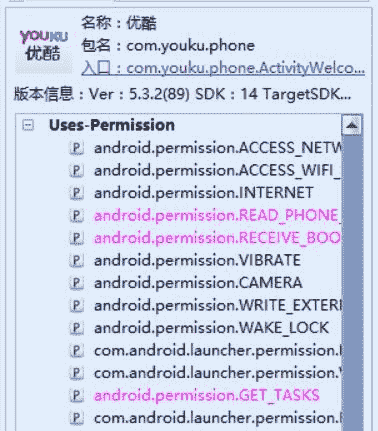 YOUKU
优酷
名称：优酷
包名：com.youku.phone
入口：com.youku.phone.ActivityWelco...
版本信息：Ver：5.3.2(89) SDK：14 TargetSDK...
Uses-Permission
android.permission.ACCESS_NETW
android.permission.ACCESS_WIFI_
android.permission.INTERNET
android.permission.READ_PHONE_
android.permission.RECEIVE_BOO
android.permission.VIBRATE
android.permission.CAMERA
android.permission.WRITE_EXTERN
android.permission.WAKE_LOCK
com.android.launcher.permission.
com.android.launcher.permission.
android.permission.GET_TASKS
com.android.launcher.permission.